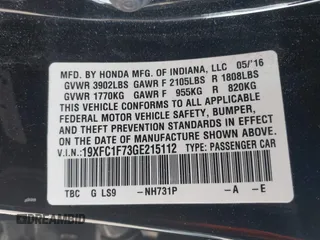 MFD. BY HONDA MFG. OF INDIANA, LLC 05/'16
GVWR 3902LBS GAWR F 2105LBS R 1808LBS
GVWR 1770KG GAWR F 955KG R 820KG
THIS VEHICLE CONFORMS TO ALL APPLICABLE
FEDERAL MOTOR VEHICLE SAFETY, BUMPER,
AND THEFT PREVENTION STANDARDS IN EFFECT
ON THE DATE OF MANUFACTURE SHOWN ABOVE.
V.I.N.: 19XFC1F73GE215112 TYPE: PASSENGER CAR
TBC G LS9 -NH731P -A -E
AMERIBID